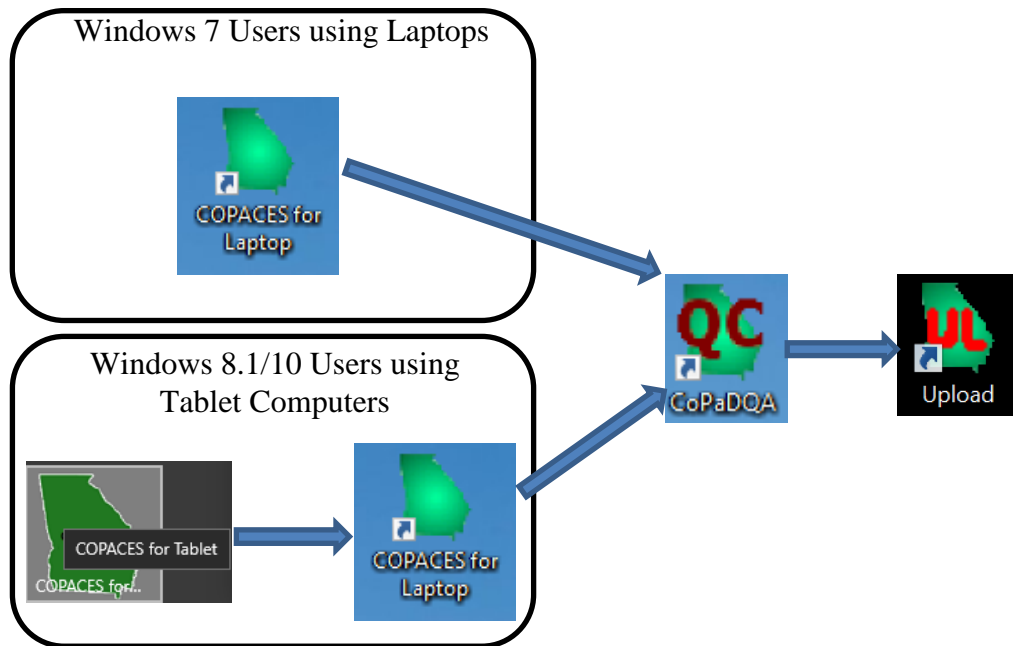 Windows 7 Users using Laptops
COPACES for
Laptop
QC
CoPaDQA
UL
Upload
Windows 8.1/10 Users using
Tablet Computers
COPACES for Tablet
COPACES for...
COPACES for
Laptop